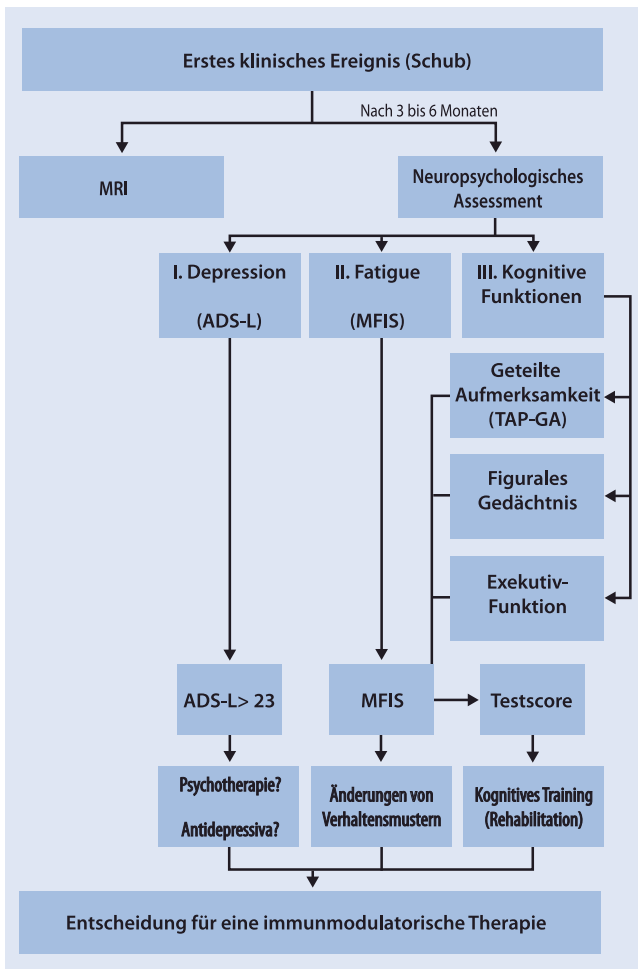 Erstes klinisches Ereignis (Schub)
Nach 3 bis 6 Monaten
MRI
Neuropsychologisches
Assessment
I. Depression
(ADS-L)
II. Fatigue
(MFIS)
III. Kognitive
Funktionen
Geteilte
Aufmerksamkeit
(TAP-GA)
Figurales
Gedächtnis
Exekutiv-
Funktion
ADS-L> 23
MFIS
Testscore
Psychotherapie?
Antidepressiva?
Änderungen von
Verhaltensmustern
Kognitives Training
(Rehabilitation)
Entscheidung für eine immunmodulatorische Therapie